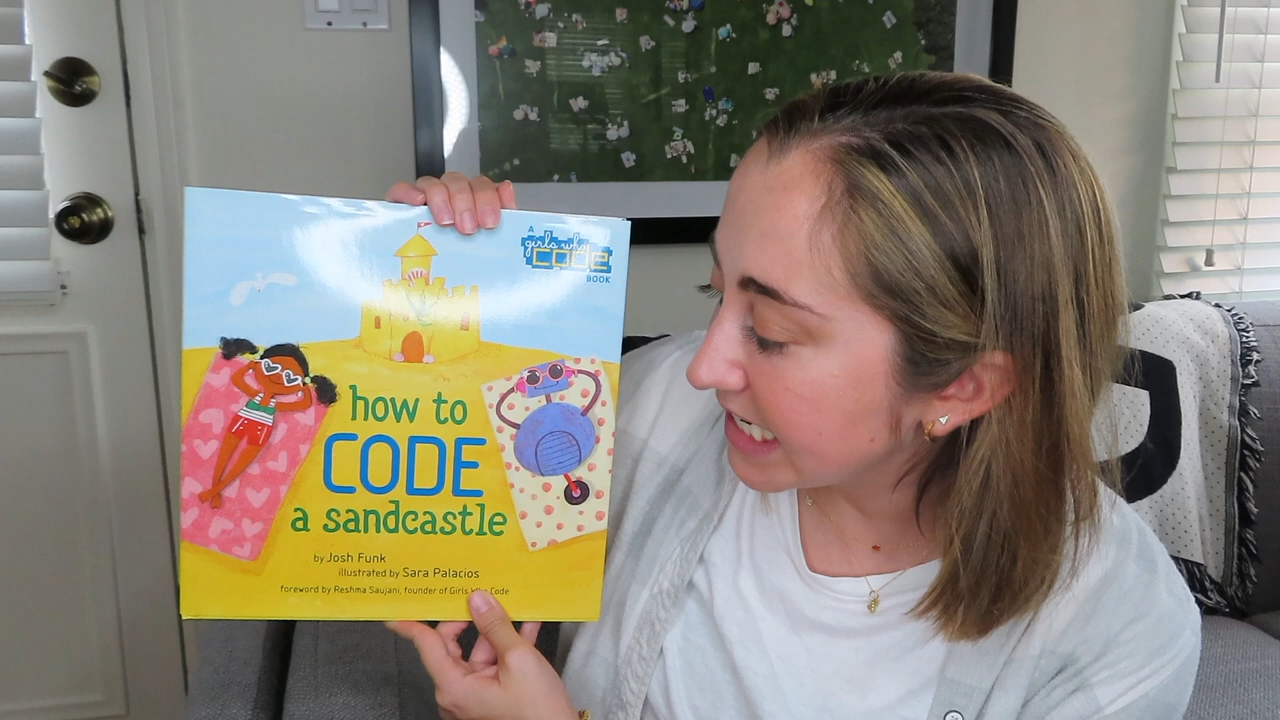 A
girls who
code
BOOK
how to
CODE
a sandcastle
by Josh Funk
illustrated by Sara Palacios
foreword by Reshma Saujani, founder of Girls Who Code